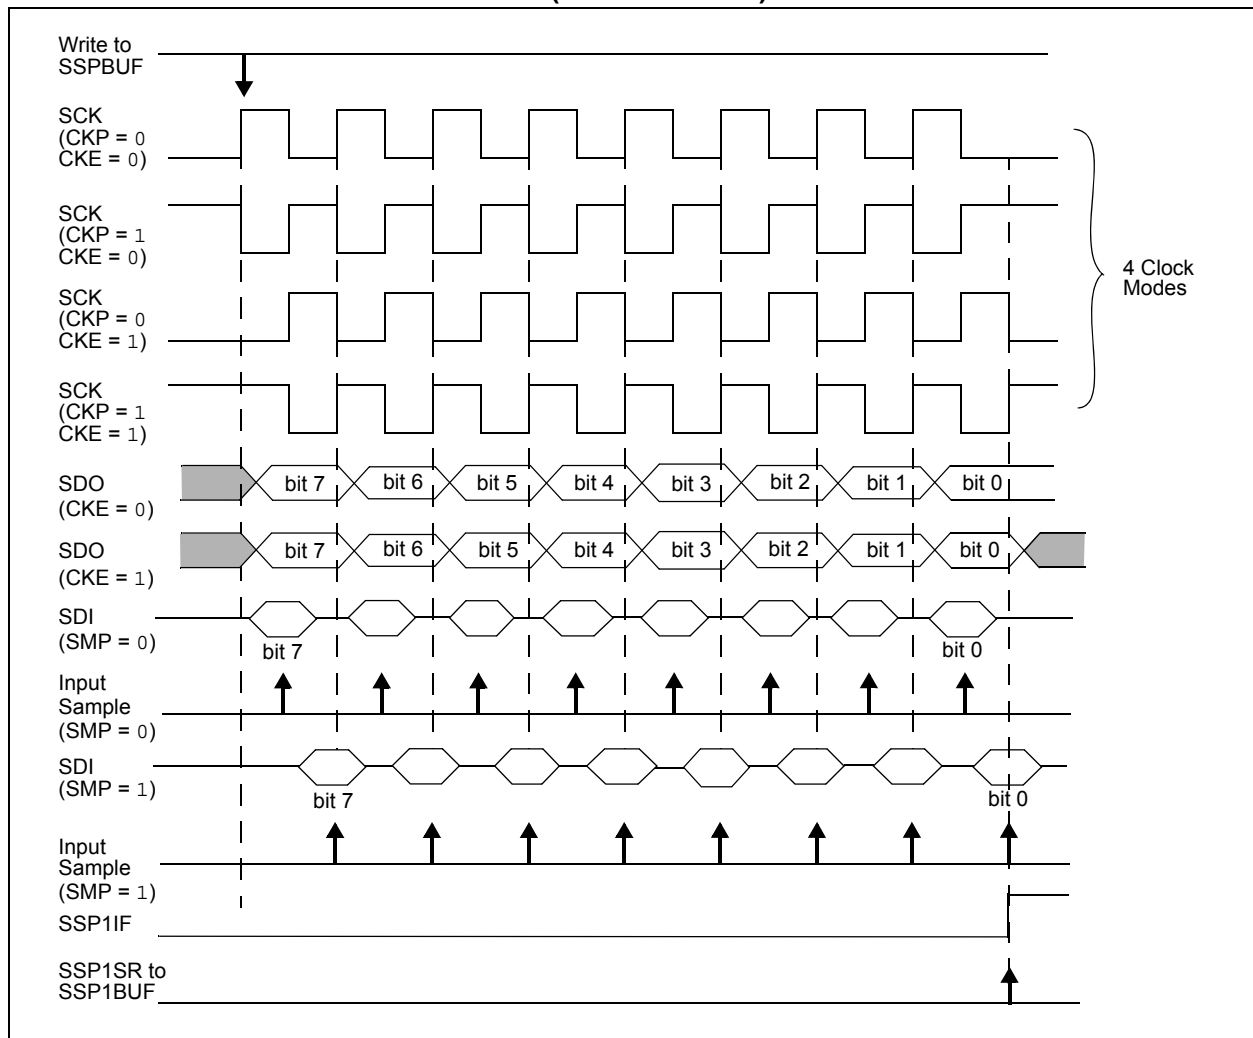 Write to
SSPBUF
SCK
(CKP = 0
CKE = 0)
SCK
(CKP = 1
CKE = 0)
SCK
(CKP = 0
CKE = 1)
SCK
(CKP = 1
CKE = 1)
4 Clock
Modes
SDO
(CKE = 0)
bit 7 bit 6 bit 5 bit 4 bit 3 bit 2 bit 1 bit 0
SDO
(CKE = 1)
bit 7 bit 6 bit 5 bit 4 bit 3 bit 2 bit 1 bit 0
SDI
(SMP = 0)
bit 7 bit 0
Input
Sample
(SMP = 0)
SDI
(SMP = 1)
bit 7 bit 0
Input
Sample
(SMP = 1)
SSP1IF
SSP1SR to
SSP1BUF